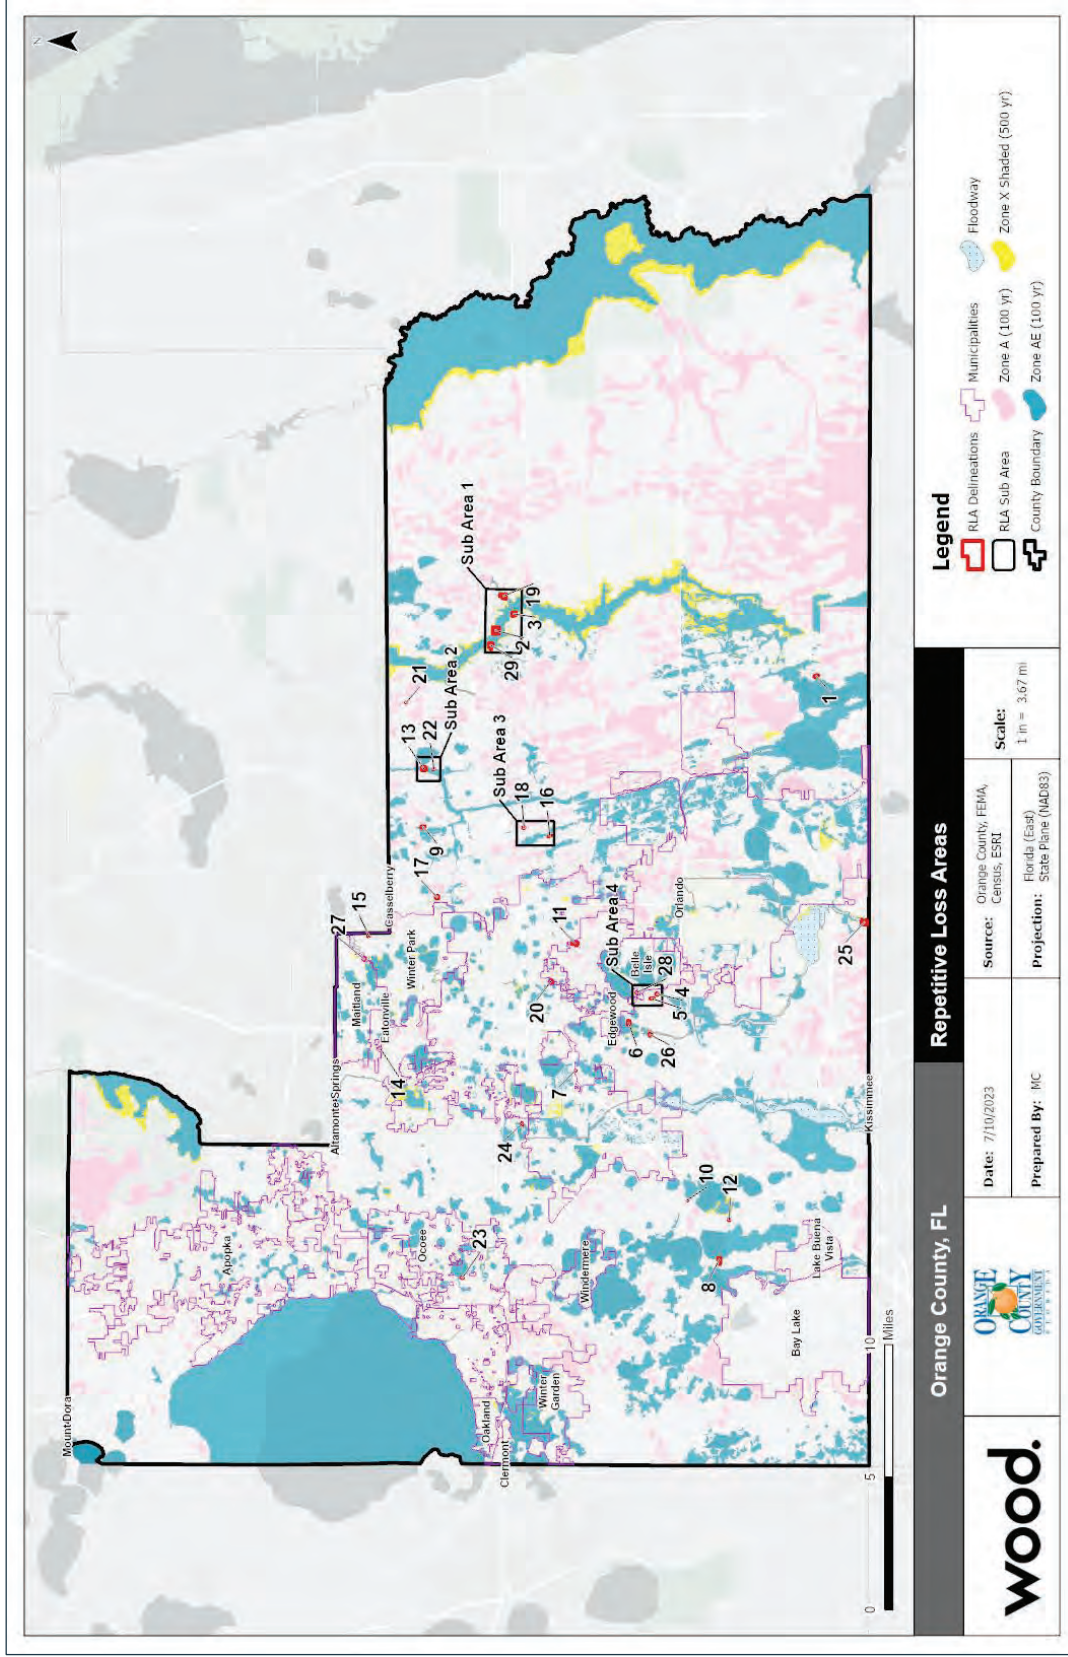 N
Mount Dora
Apopka
Altamonte Springs
Maitland
Eatonville
Winter Park
Casselberry
Ocoee
Oakland
Clermont
Winter
Garden
Windermere
Edgewood
Belle
Isle
Orlando
Bay Lake
Lake Buena
Vista
Kissimmee
Sub Area 1
Sub Area 2
Sub Area 3
Sub Area 4
27
15
14
17
9
13
22
21
29
2
3
19
18
16
11
20
23
24
7
6
26
5
4
28
10
12
8
25
1
0
5
10
Miles
Legend
RLA Delineations
RLA Sub Area
County Boundary
Municipalities
Zone A (100 yr)
Zone AE (100 yr)
Floodway
Zone X Shaded (500 yr)
Orange County, FL
Repetitive Loss Areas
wood.
ORANGE
COUNTY
GOVERNMENT
Date: 7/10/2023
Prepared By: MC
Source: Orange County, FEMA,
Census, ESRI
Projection: Florida (East)
State Plane (NAD83)
Scale:
1 in = 3.67 mi